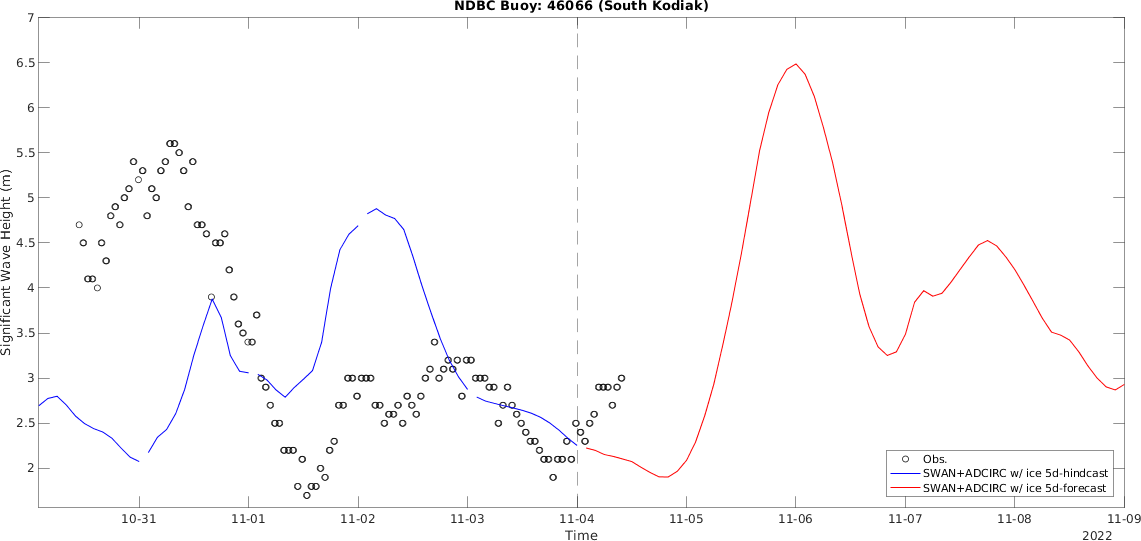 NDBC Buoy: 46066 (South Kodiak)
7
6.5
6
5.5
5
4.5
4
3.5
3
2.5
2
Significant Wave Height (m)
Obs.
SWAN+ADCIRC w/ ice 5d-hindcast
SWAN+ADCIRC w/ ice 5d-forecast
10-31 11-01 11-02 11-03 11-04 11-05 11-06 11-07 11-08 11-09
Time
2022